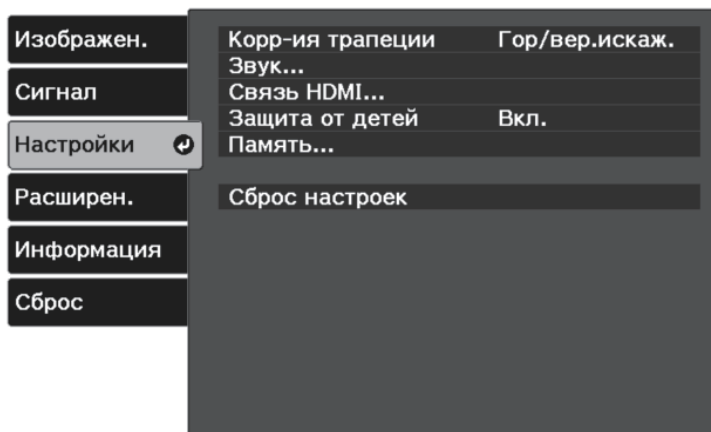 Изображен.
Сигнал
Настройки
Расширен.
Информация
Сброс
Корр-ия трапеции Гор/вер.искаж.
Звук...
Связь HDMI...
Защита от детей Вкл.
Память...
Сброс настроек